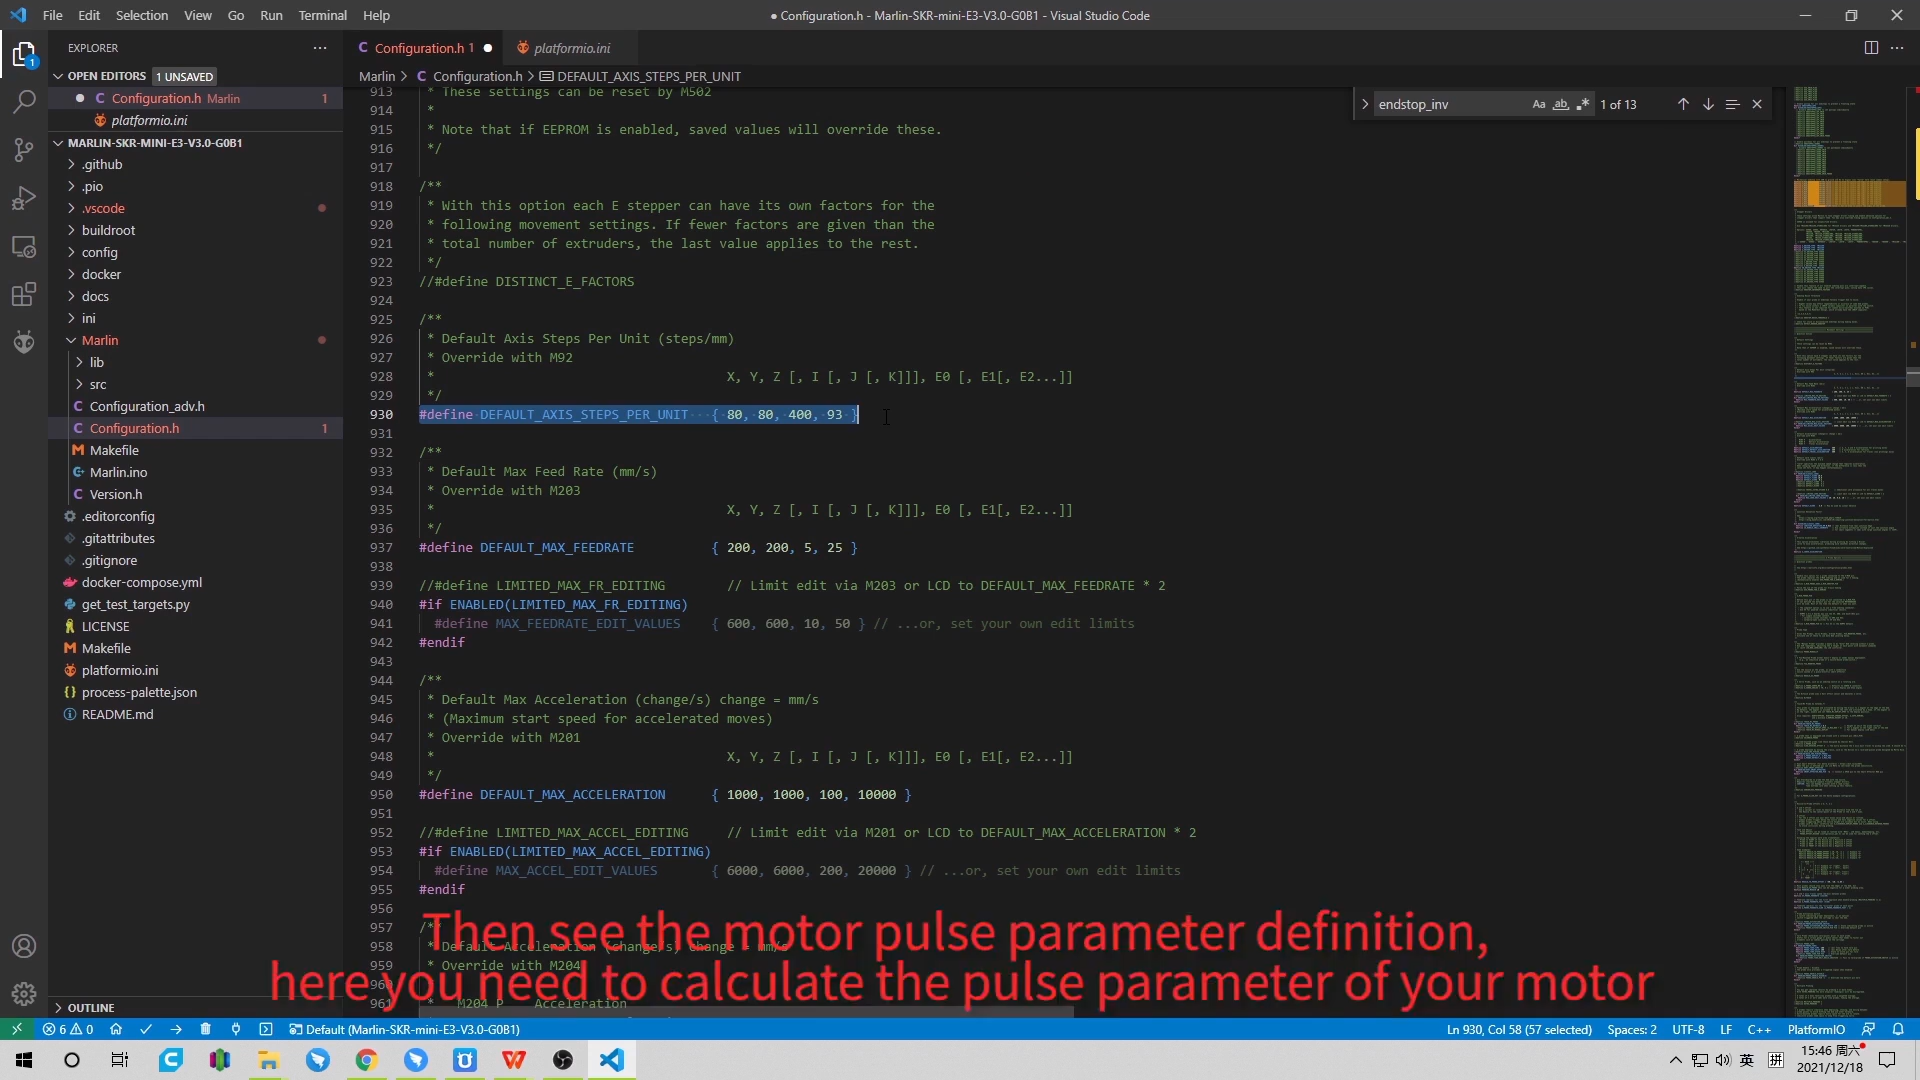 File Edit Selection View Go Run Terminal Help
● Configuration.h - Marlin-SKR-mini-E3-V3.0-G0B1 - Visual Studio Code
EXPLORER
Configuration.h 1
platformio.ini
OPEN EDITORS 1 UNSAVED
Configuration.h Marlin 1
platformio.ini
MARLIN-SKR-MINI-E3-V3.0-G0B1
.github
.pio
.vscode
buildroot
config
docker
docs
ini
Marlin
lib
src
Configuration_adv.h
Configuration.h 1
Makefile
Marlin.ino
Version.h
.editorconfig
.gitattributes
.gitignore
docker-compose.yml
get_test_targets.py
LICENSE
Makefile
platformio.ini
process-palette.json
README.md
OUTLINE
Marlin > C Configuration.h > DEFAULT_AXIS_STEPS_PER_UNIT
endstop_inv Aa ab .* 1 of 13
913 * These settings can be reset by M502
914 *
915 * Note that if EEPROM is enabled, saved values will override these.
916 */
917
918 /**
919 * With this option each E stepper can have its own factors for the
920 * following movement settings. If fewer factors are given than the
921 * total number of extruders, the last value applies to the rest.
922 */
923 //#define DISTINCT_E_FACTORS
924
925 /**
926 * Default Axis Steps Per Unit (steps/mm)
927 * Override with M92
928 * X, Y, Z [, I [, J [, K]]], E0 [, E1[, E2...]]
929 */
930 #define DEFAULT_AXIS_STEPS_PER_UNIT { 80, 80, 400, 93 }
931
932 /**
933 * Default Max Feed Rate (mm/s)
934 * Override with M203
935 * X, Y, Z [, I [, J [, K]]], E0 [, E1[, E2...]]
936 */
937 #define DEFAULT_MAX_FEEDRATE { 200, 200, 5, 25 }
938
939 //#define LIMITED_MAX_FR_EDITING // Limit edit via M203 or LCD to DEFAULT_MAX_FEEDRATE * 2
940 #if ENABLED(LIMITED_MAX_FR_EDITING)
941 #define MAX_FEEDRATE_EDIT_VALUES { 600, 600, 10, 50 } // ...or, set your own edit limits
942 #endif
943
944 /**
945 * Default Max Acceleration (change/s) change = mm/s
946 * (Maximum start speed for accelerated moves)
947 * Override with M201
948 * X, Y, Z [, I [, J [, K]]], E0 [, E1[, E2...]]
949 */
950 #define DEFAULT_MAX_ACCELERATION { 1000, 1000, 100, 10000 }
951
952 //#define LIMITED_MAX_ACCEL_EDITING // Limit edit via M201 or LCD to DEFAULT_MAX_ACCELERATION * 2
953 #if ENABLED(LIMITED_MAX_ACCEL_EDITING)
954 #define MAX_ACCEL_EDIT_VALUES { 6000, 6000, 200, 20000 } // ...or, set your own edit limits
955 #endif
956
957 /**
958 * Default Acceleration (change/s) change = mm/s
959 * Override with M204
960 *
961 * M204 P Acceleration
Then see the motor pulse parameter definition,
here you need to calculate the pulse parameter of your motor
6 0 Default (Marlin-SKR-mini-E3-V3.0-G0B1) Ln 930, Col 58 (57 selected) Spaces: 2 UTF-8 LF C++ PlatformIO
英 拼 15:46 周六
2021/12/18